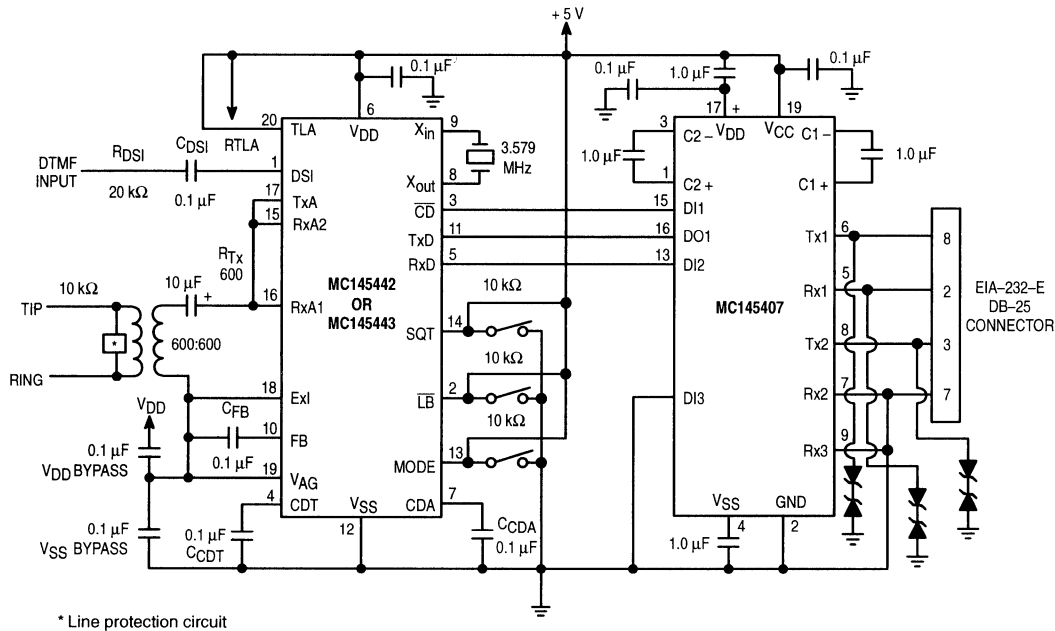 + 5 V
0.1 µF
0.1 µF
1.0 µF
0.1 µF
20
TLA
RTLA
6
VDD
Xin
9
3.579
MHz
Xout
8
3
C2 –
17
+
VDD
19
VCC
C1 –
1.0 µF
1
C2 +
C1 +
1.0 µF
DTMF
INPUT
RDSI
20 kΩ
CDSI
0.1 µF
1
DSI
17
TxA
15
RxA2
RTx
600
CD
3
TxD
11
RxD
5
15
DI1
16
DO1
13
DI2
Tx1
6
8
MC145442
OR
MC145443
MC145407
Rx1
5
2
EIA–232–E
DB–25
CONNECTOR
TIP
10 kΩ
*
RING
600:600
10 µF
+
16
RxA1
SQT
14
10 kΩ
Tx2
8
3
18
ExI
LB
2
10 kΩ
DI3
Rx2
7
7
VDD
CFB
0.1 µF
10
FB
10 kΩ
0.1 µF
VDD BYPASS
19
VAG
MODE
13
Rx3
9
4
CDT
VSS
12
CDA
7
VSS
4
GND
2
0.1 µF
VSS BYPASS
0.1 µF
CCDT
CCDA
0.1 µF
1.0 µF
* Line protection circuit